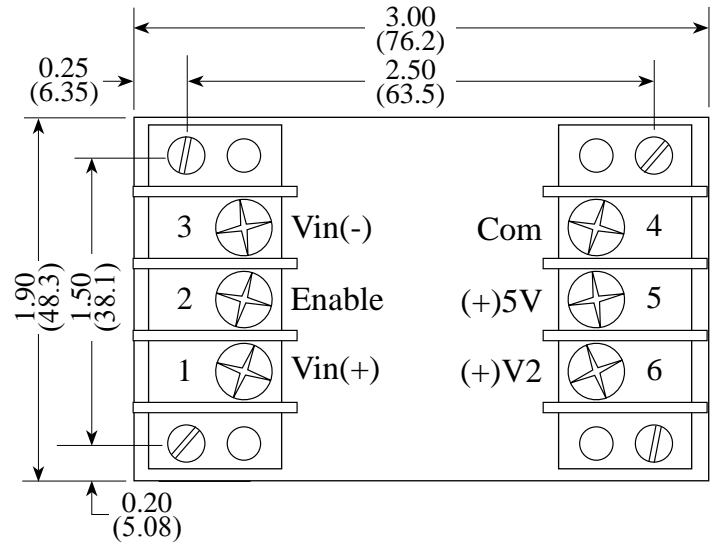 3.00
(76.2)
0.25
(6.35)
2.50
(63.5)
3 Vin(-)
Com 4
1.90
(48.3)
1.50
(38.1)
2 Enable
(+)5V 5
1 Vin(+)
(+)V2 6
0.20
(5.08)